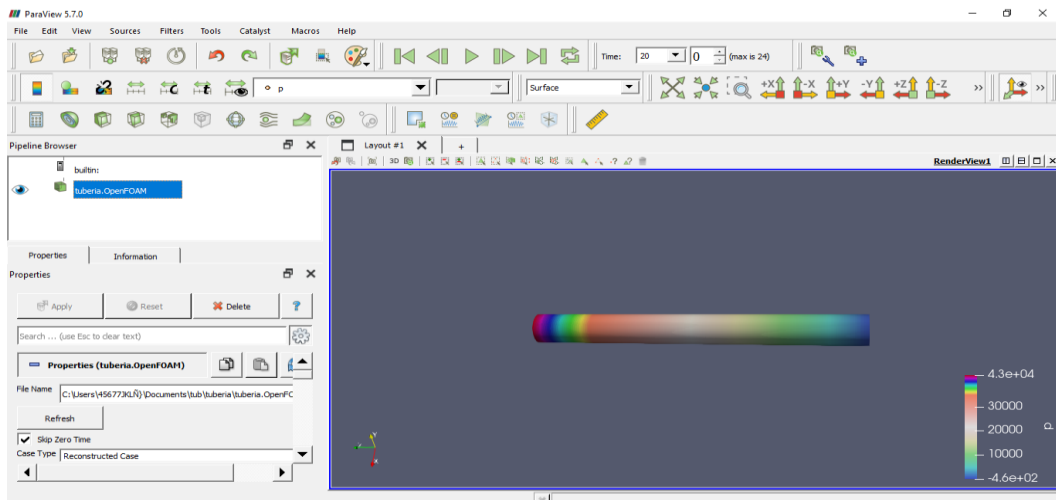 ParaView 5.7.0
File Edit View Sources Filters Tools Catalyst Macros Help
Time: 20 0 (max is 24)
p Surface +X -X +Y -Y +Z -Z »
Pipeline Browser
builtin:
tuberia.OpenFOAM
Properties Information
Properties
Apply Reset Delete ?
Search ... (use Esc to clear text)
Properties (tuberia.OpenFOAM)
File Name C:\Users\45677JKLÑ}\Documents\tub\tuberia\tuberia.OpenFC
Refresh
Skip Zero Time
Case Type Reconstructed Case
Layout #1 +
3D RenderView1
4.3e+04
30000
20000
10000
-4.6e+02
p
Y
X